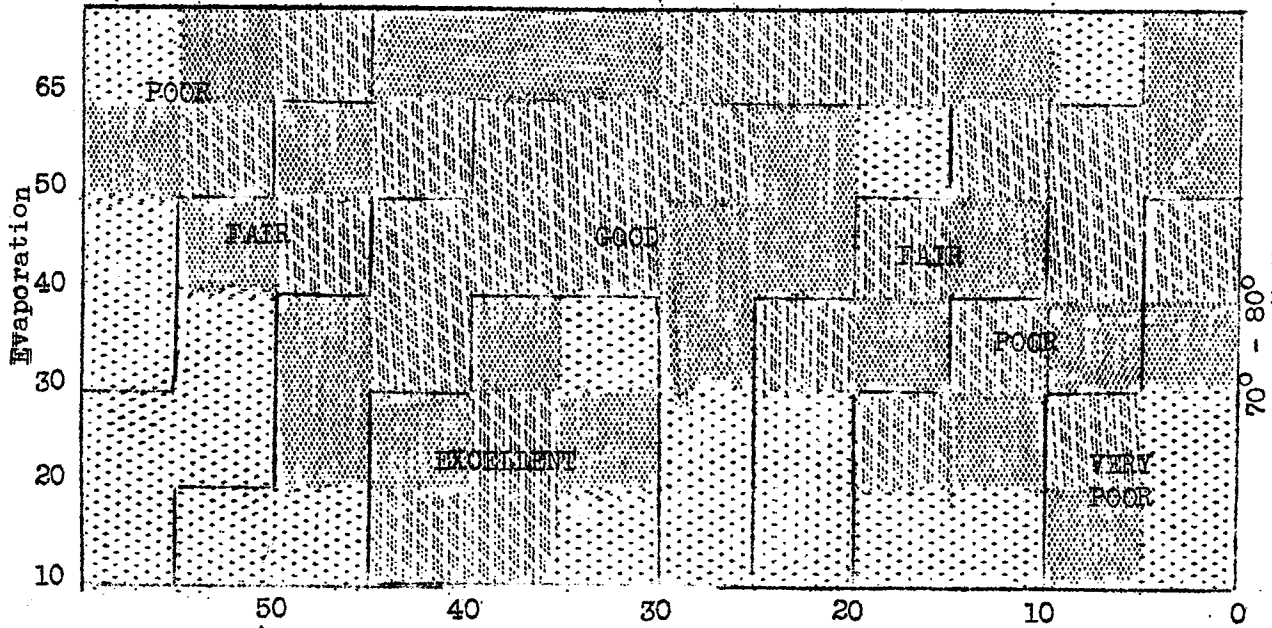 65
POOR
50
Evaporation
FAIR
GOOD
FAIR
40
POOR
30
70° - 80°
EXCELLENT
20
VERY
POOR
10
50 40 30 20 10 0